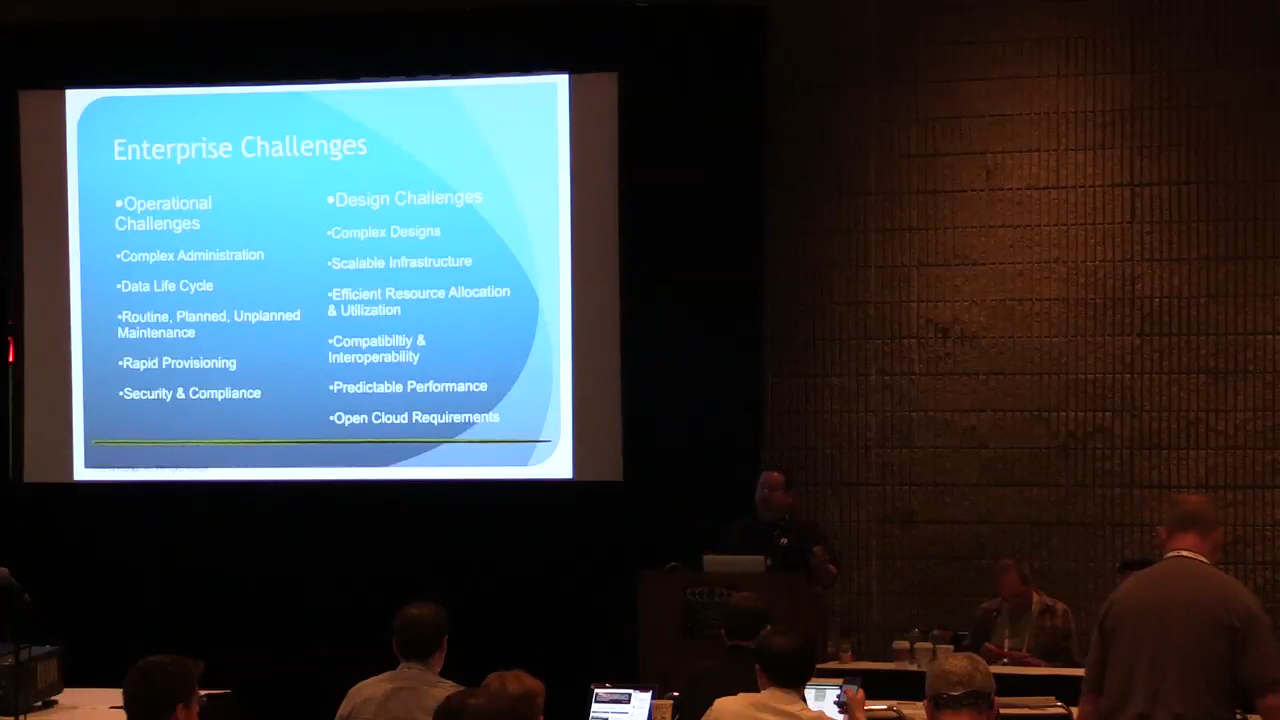 Enterprise Challenges
•Operational
Challenges
•Complex Administration
•Data Life Cycle
•Routine, Planned, Unplanned
Maintenance
•Rapid Provisioning
•Security & Compliance
•Design Challenges
•Complex Designs
•Scalable Infrastructure
•Efficient Resource Allocation
& Utilization
•Compatibiltiy &
Interoperability
•Predictable Performance
•Open Cloud Requirements